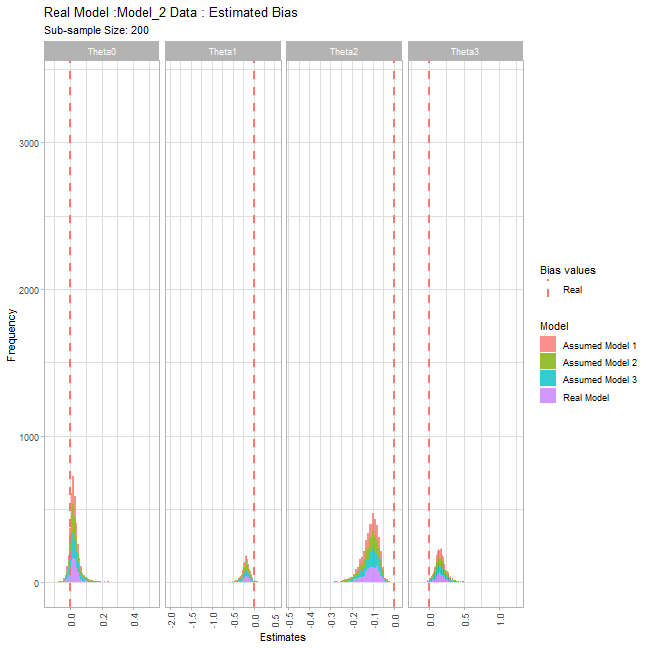 Real Model :Model_2 Data : Estimated Bias
Sub-sample Size: 200
Theta0 Theta1 Theta2 Theta3
3000
2000
1000
0
Frequency
0.0 0.2 0.4 -2.0 -1.5 -1.0 -0.5 0.0 0.5 -0.5 -0.4 -0.3 -0.2 -0.1 0.0 0.0 0.5 1.0
Estimates
Bias values
Real
Model
Assumed Model 1
Assumed Model 2
Assumed Model 3
Real Model